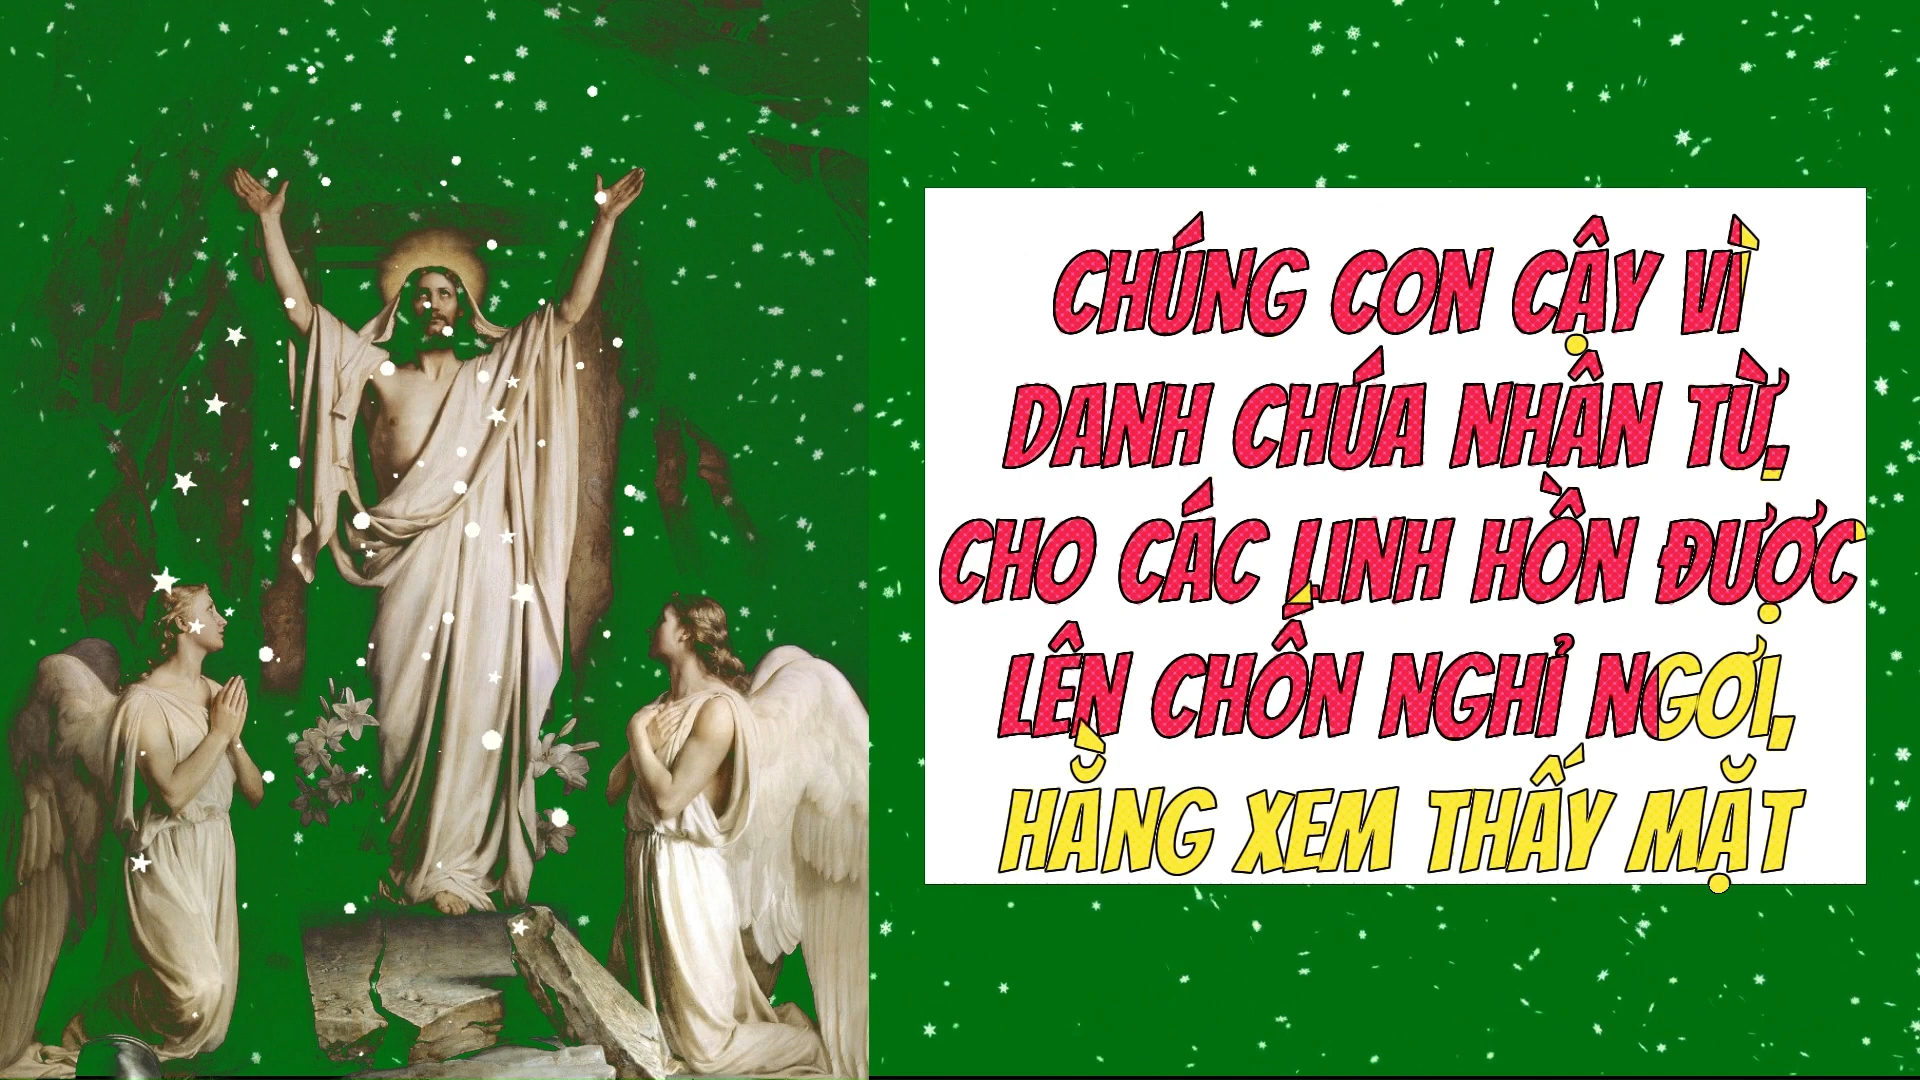 CHÚNG CON CẬY VÌ
DANH CHÚA NHÂN TỪ,
CHO CÁC LINH HỒN ĐƯỢC
LÊN CHỐN NGHỈ NGƠI,
HẰNG XEM THẤY MẶT